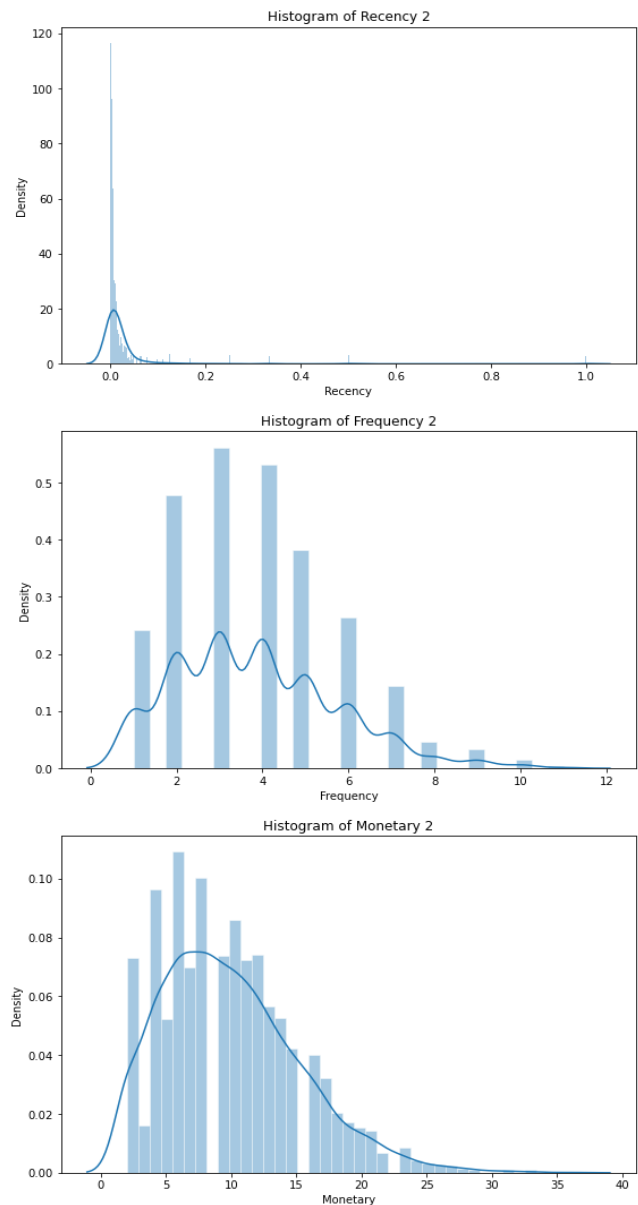 Histogram of Recency 2
120
100
80
60
40
20
0
Density
0.0 0.2 0.4 0.6 0.8 1.0
Recency
Histogram of Frequency 2
0.5
0.4
0.3
0.2
0.1
0.0
Density
0 2 4 6 8 10 12
Frequency
Histogram of Monetary 2
0.10
0.08
0.06
0.04
0.02
0.00
Density
0 5 10 15 20 25 30 35 40
Monetary